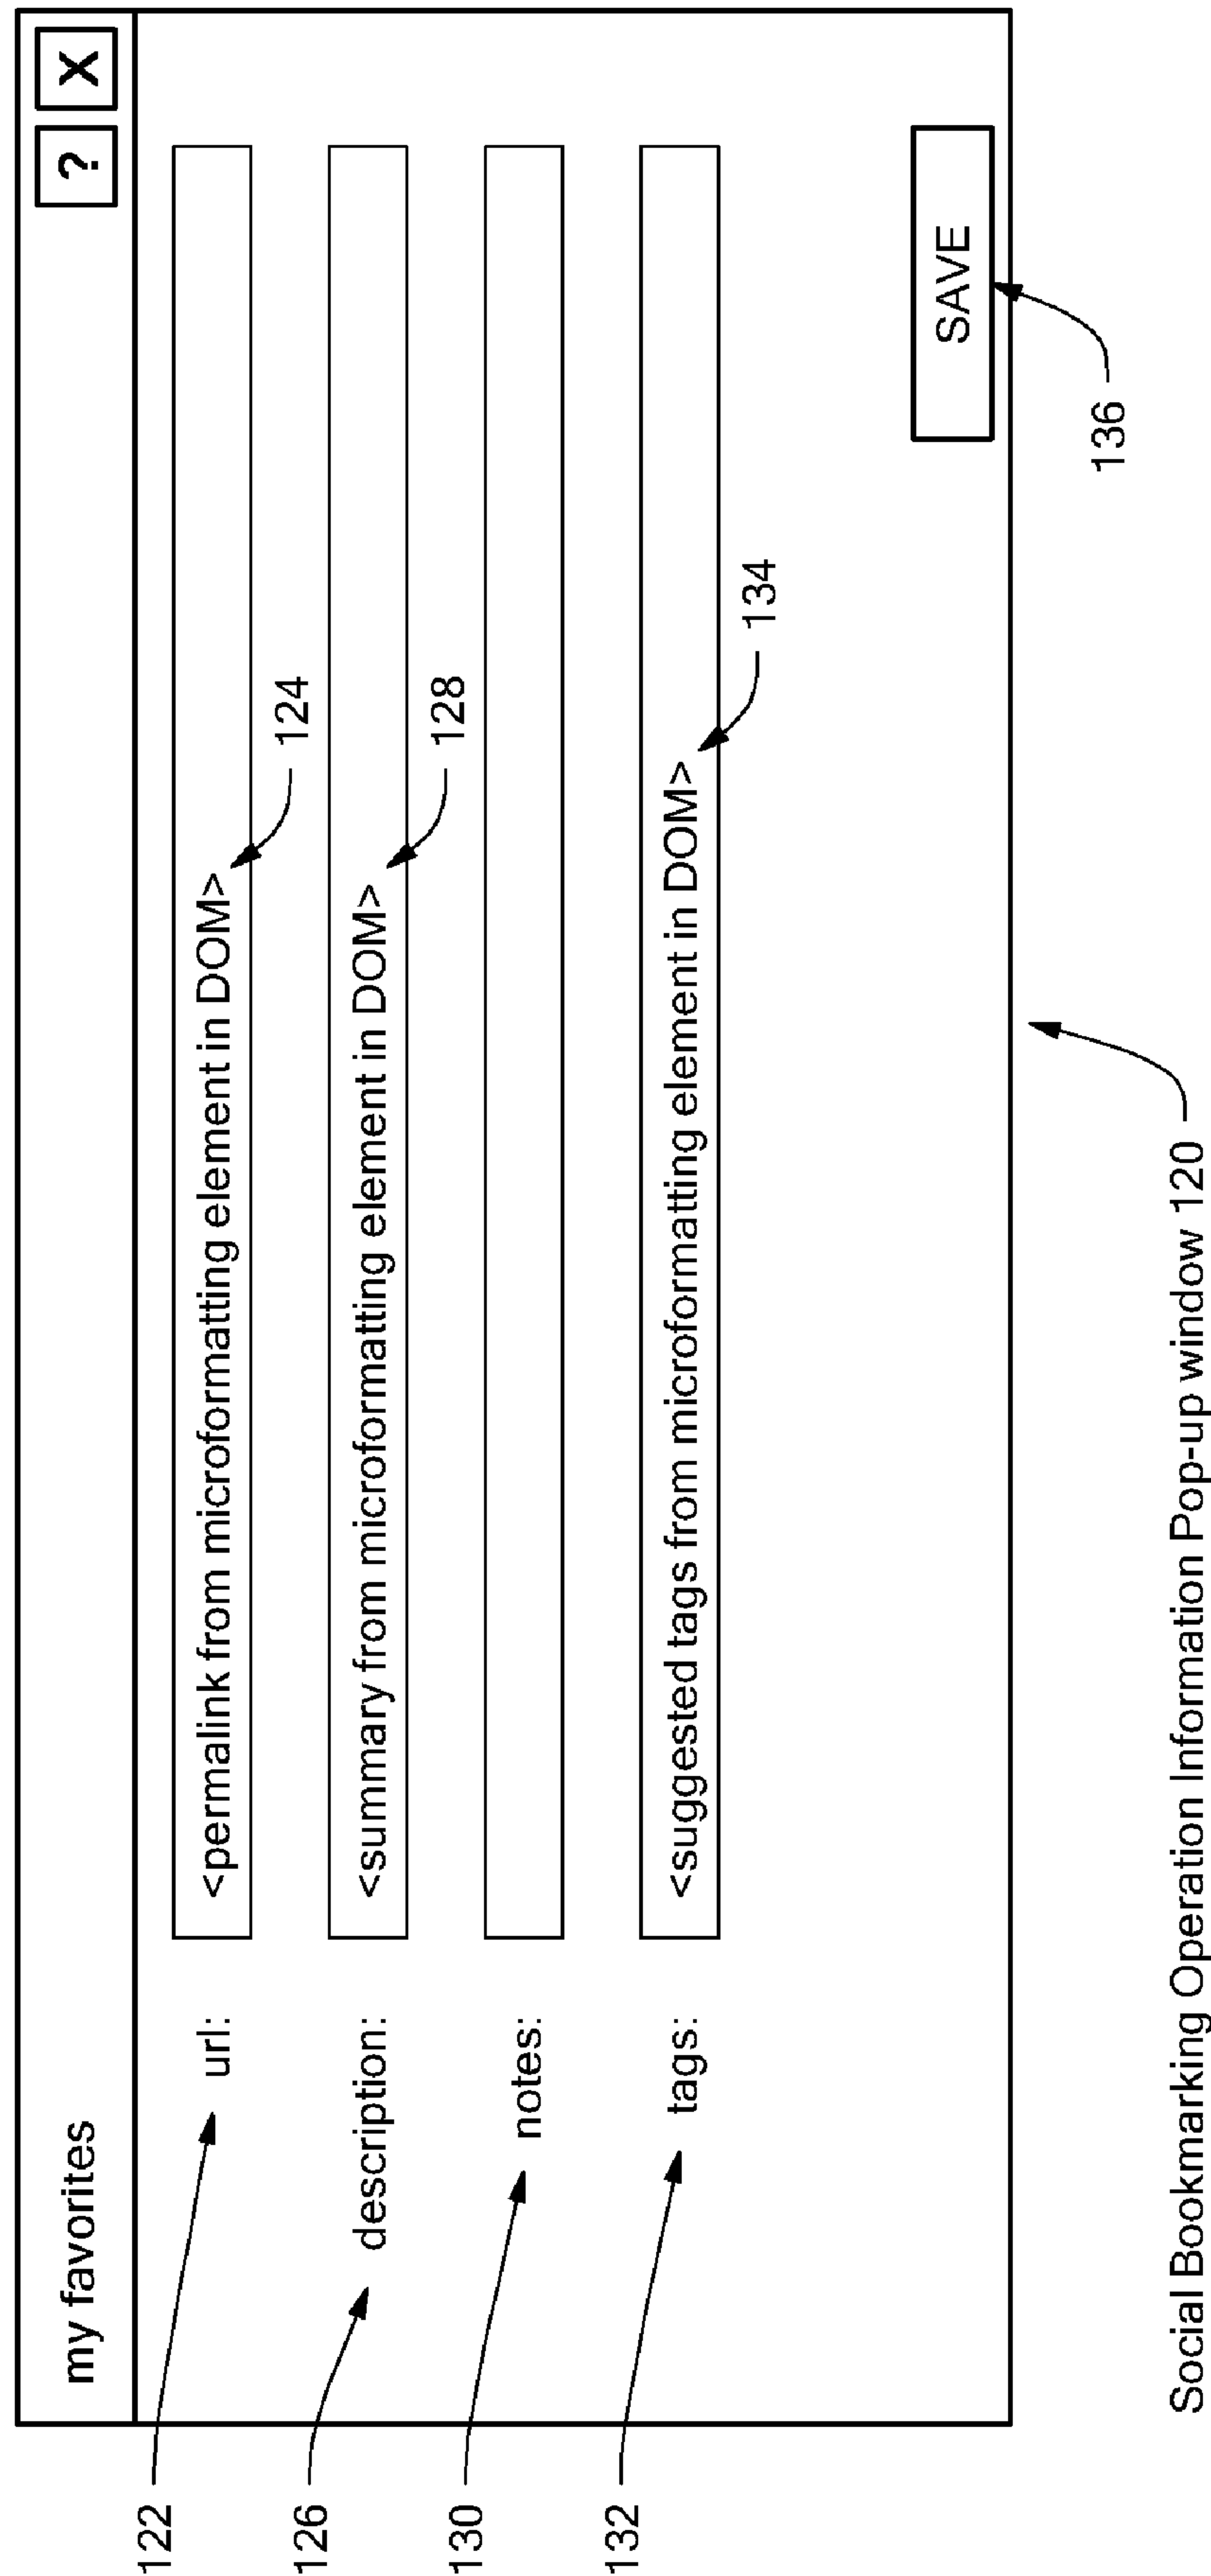 my favorites ? X
122 url: <permalink from microformatting element in DOM>
124
126 description: <summary from microformatting element in DOM>
128
130 notes:
132 tags: <suggested tags from microformatting element in DOM>
134
SAVE
136
Social Bookmarking Operation Information Pop-up window 120